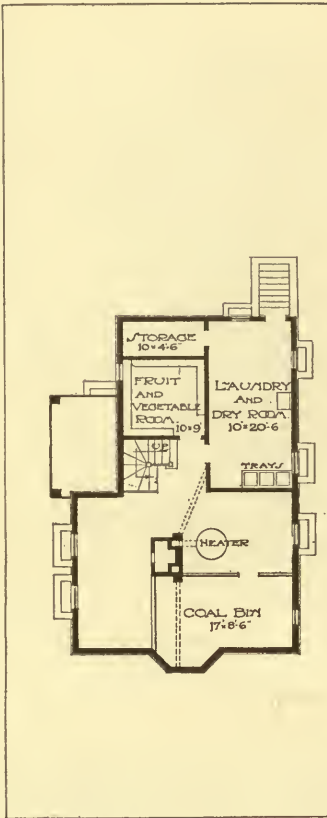 STORAGE
10×4'-6"
FRUIT
AND
VEGETABLE
ROOM
10×9'
LAUNDRY
AND
DRY ROOM
10'×20'-6
UP
TRAYS
HEATER
COAL BIN
17'×8'-6"